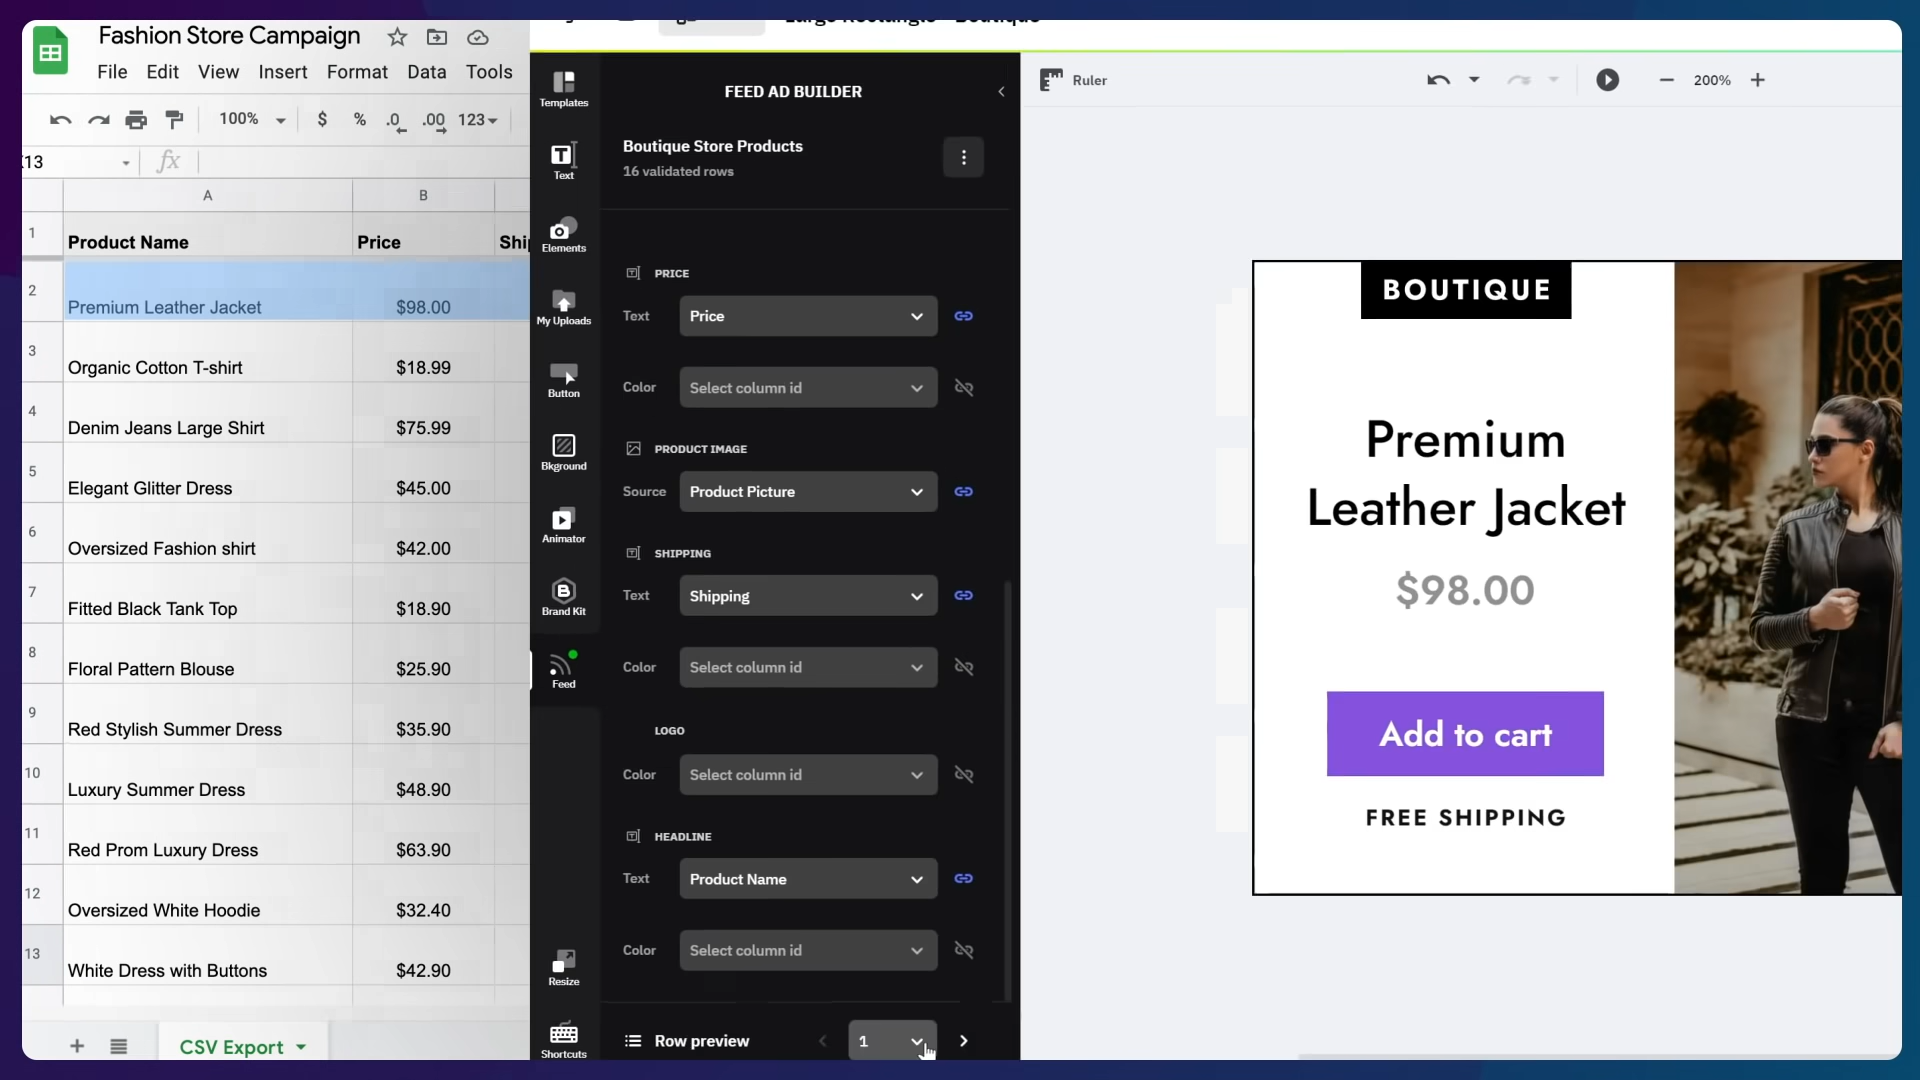 Fashion Store Campaign
File Edit View Insert Format Data Tools
100% $ % .0 .00 123
13 fx
A B
1 Product Name Price
2 Premium Leather Jacket $98.00
3 Organic Cotton T-shirt $18.99
4 Denim Jeans Large Shirt $75.99
5 Elegant Glitter Dress $45.00
6 Oversized Fashion shirt $42.00
7 Fitted Black Tank Top $18.90
8 Floral Pattern Blouse $25.90
9 Red Stylish Summer Dress $35.90
10 Luxury Summer Dress $48.90
11 Red Prom Luxury Dress $63.90
12 Oversized White Hoodie $32.40
13 White Dress with Buttons $42.90
CSV Export
Large Rectangle - Boutique
Templates
Text
Elements
My Uploads
Button
Bkground
Animator
Brand Kit
Feed
Resize
Shortcuts
FEED AD BUILDER
Boutique Store Products
16 validated rows
PRICE
Text Price
Color Select column id
PRODUCT IMAGE
Source Product Picture
SHIPPING
Text Shipping
Color Select column id
LOGO
Color Select column id
HEADLINE
Text Product Name
Color Select column id
Row preview 1
Ruler
200%
BOUTIQUE
Premium
Leather Jacket
$98.00
Add to cart
FREE SHIPPING